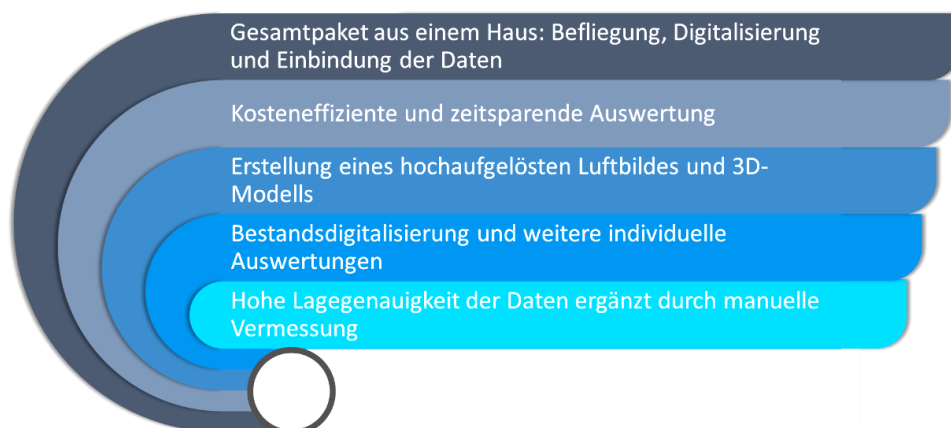 Gesamtpaket aus einem Haus: Befliegung, Digitalisierung
und Einbindung der Daten
Kosteneffiziente und zeitsparende Auswertung
Erstellung eines hochaufgelösten Luftbildes und 3D-
Modells
Bestandsdigitalisierung und weitere individuelle
Auswertungen
Hohe Lagegenauigkeit der Daten ergänzt durch manuelle
Vermessung